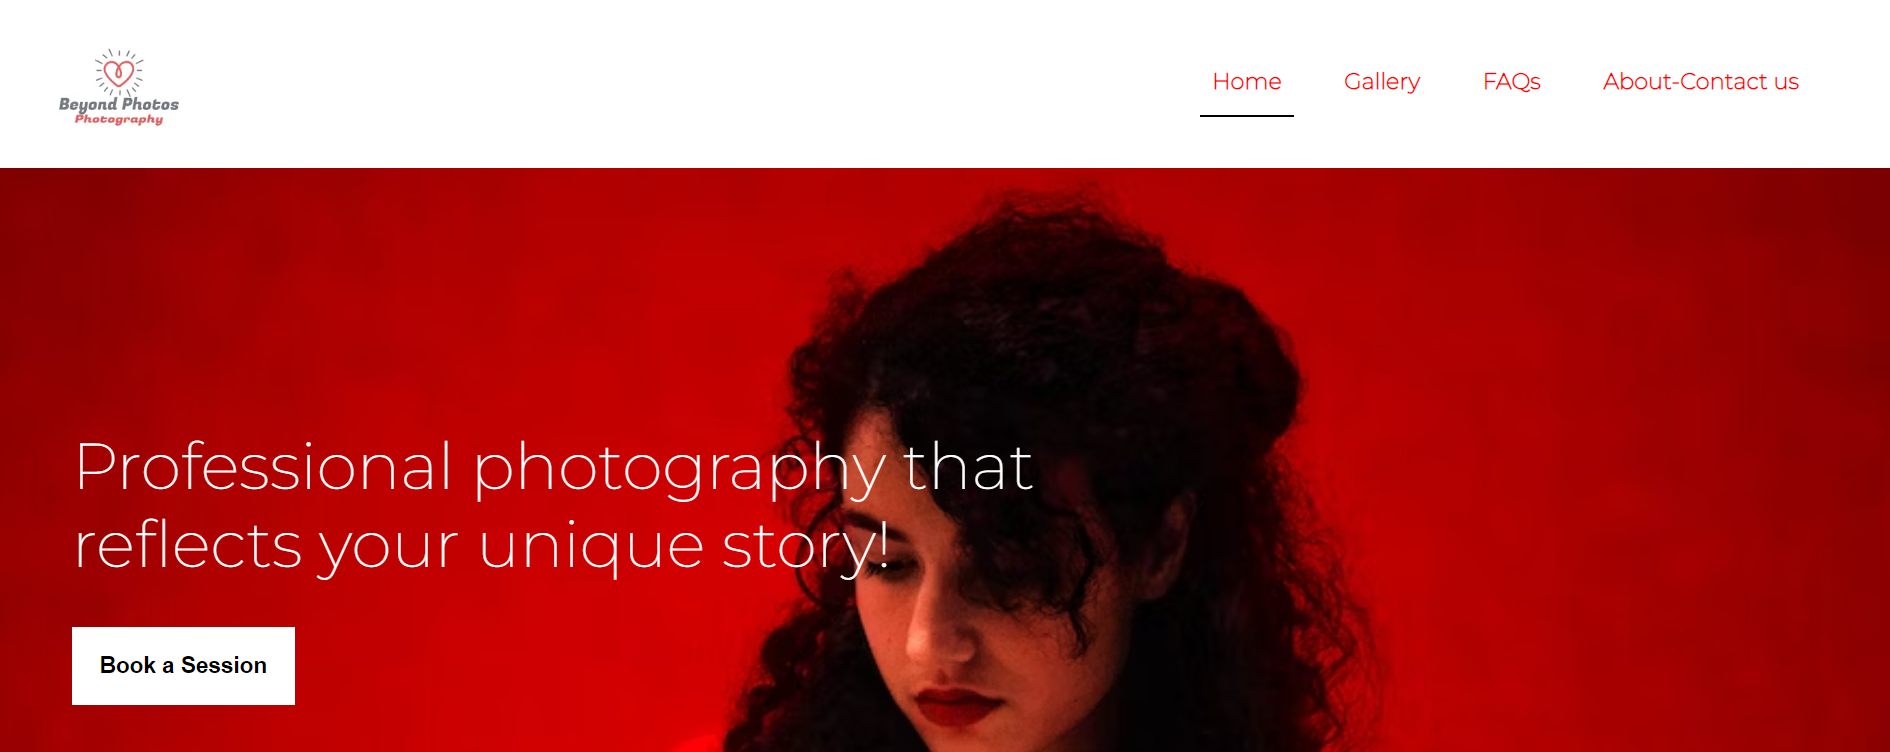 Beyond Photos
Photography
Home
Gallery
FAQs
About-Contact us
Professional photography that
reflects your unique story!
Book a Session